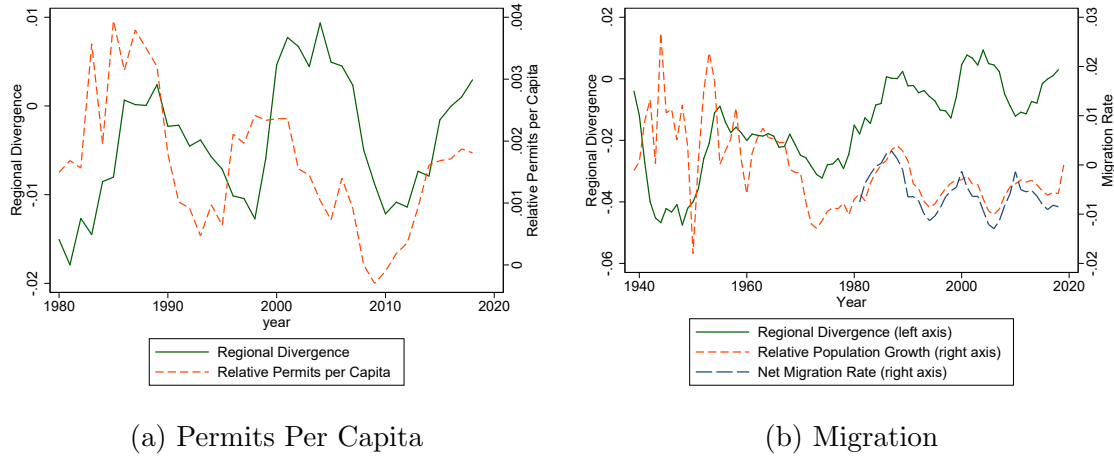 .01
0
-.01
-.02
Regional Divergence
.004
.003
.002
.001
0
Relative Permits per Capita
1980
1990
2000
2010
2020
year
Regional Divergence
Relative Permits per Capita
(a) Permits Per Capita
.02
0
-.02
-.04
-.06
Regional Divergence
.03
.02
.01
0
-.01
-.02
Migration Rate
1940
1960
1980
2000
2020
Year
Regional Divergence (left axis)
Relative Population Growth (right axis)
Net Migration Rate (right axis)
(b) Migration